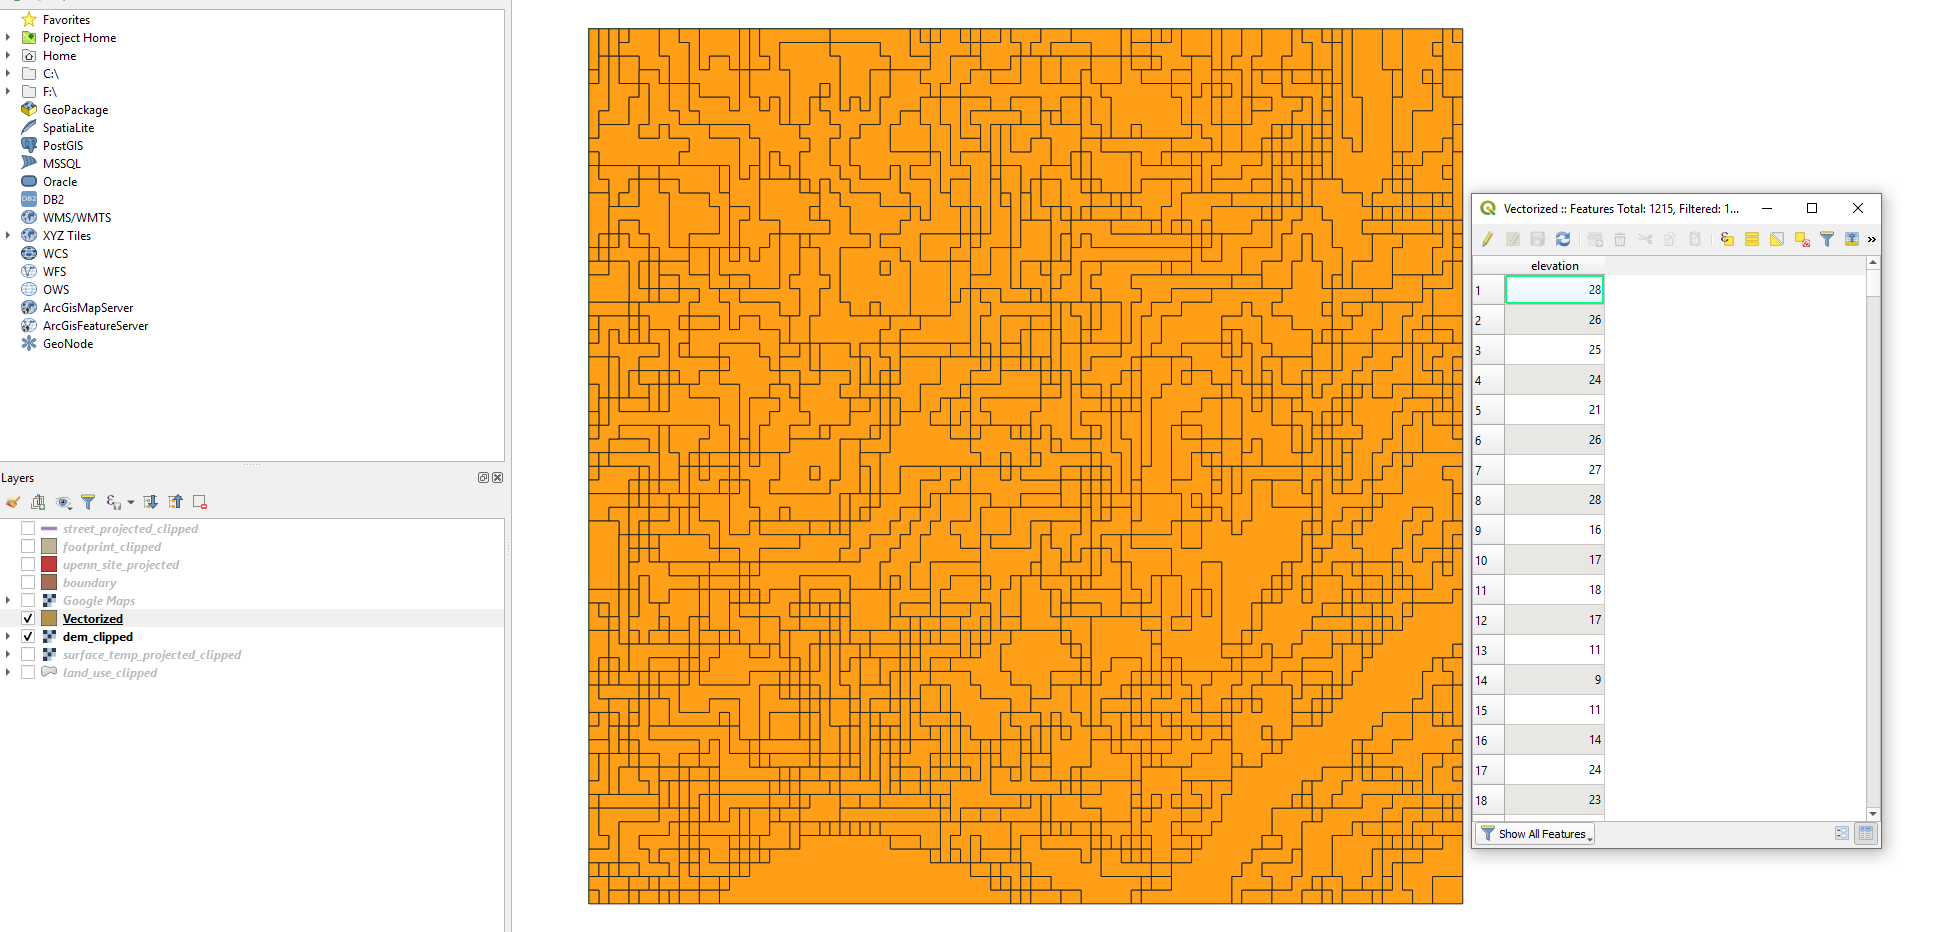 Favorites
Project Home
Home
C:\
F:\
GeoPackage
SpatiaLite
PostGIS
MSSQL
Oracle
DB2
WMS/WMTS
XYZ Tiles
WCS
WFS
OWS
ArcGisMapServer
ArcGisFeatureServer
GeoNode
Layers
street_projected_clipped
footprint_clipped
upenn_site_projected
boundary
Google Maps
Vectorized
dem_clipped
surface_temp_projected_clipped
land_use_clipped
Vectorized :: Features Total: 1215, Filtered: 1...
elevation
1 28
2 26
3 25
4 24
5 21
6 26
7 27
8 28
9 16
10 17
11 18
12 17
13 11
14 9
15 11
16 14
17 24
18 23
Show All Features